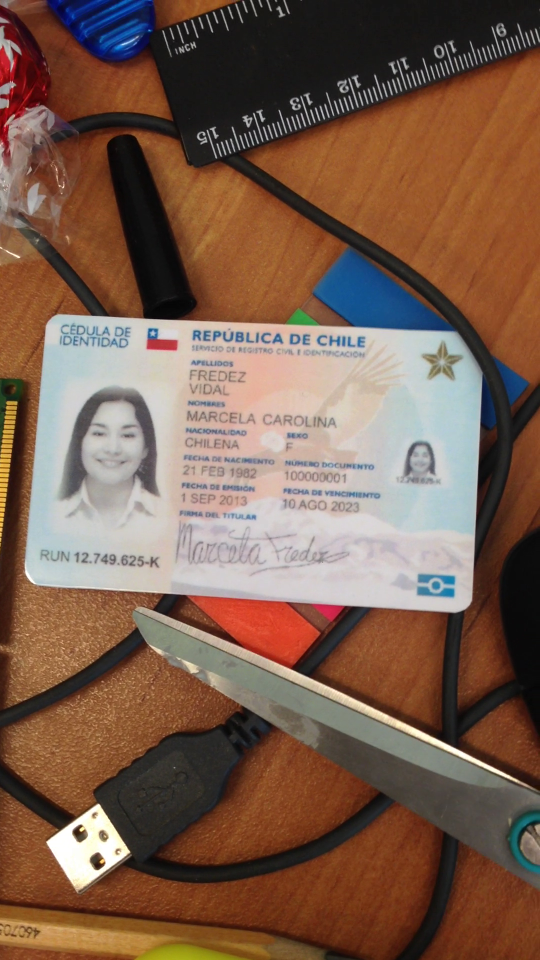 INCH
1
15 14 13 12 11 10 9
CÉDULA DE
IDENTIDAD
REPÚBLICA DE CHILE
SERVICIO DE REGISTRO CIVIL E IDENTIFICACIÓN
APELLIDOS
FREDEZ
VIDAL
NOMBRES
MARCELA CAROLINA
NACIONALIDAD SEXO
CHILENA F
FECHA DE NACIMIENTO NÚMERO DOCUMENTO
21 FEB 1982 100000001
FECHA DE EMISIÓN FECHA DE VENCIMIENTO
1 SEP 2013 10 AGO 2023
FIRMA DEL TITULAR
Marcela Fredez
12.749.625-K
RUN 12.749.625-K